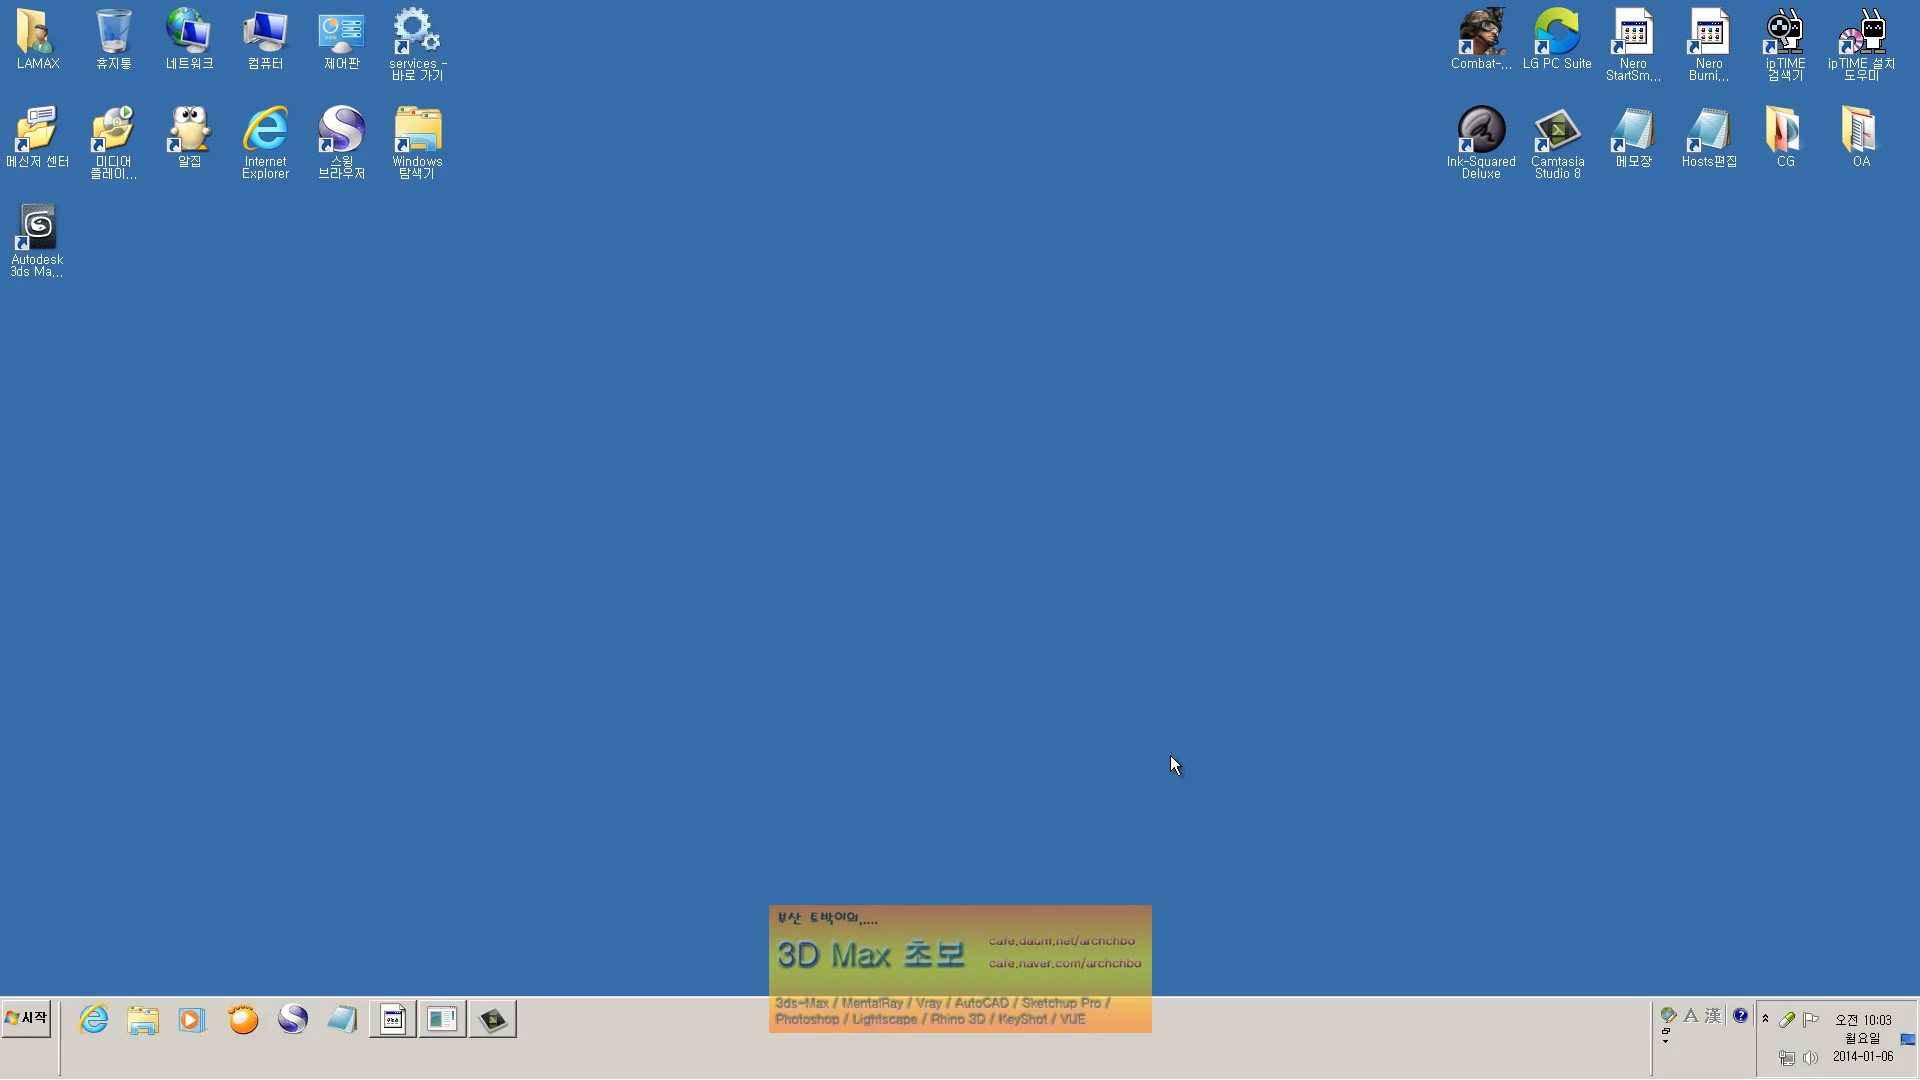 LAMAX
휴지통
네트워크
컴퓨터
제어판
services -
바로 가기
Combat-...
LG PC Suite
Nero
StartSm...
Nero
Burni...
ipTIME
검색기
ipTIME 설치
도우미
메신저 센터
미디어
플레이...
알집
Internet
Explorer
스윙
브라우저
Windows
탐색기
Ink-Squared
Deluxe
Camtasia
Studio 8
메모장
Hosts편집
CG
OA
Autodesk
3ds Ma...
부산 토박이의,....
3D Max 초보
cafe.daum.net/archchbo
cafe.naver.com/archchbo
3ds-Max / MentalRay / Vray / AutoCAD / Sketchup Pro /
Photoshop / Lightscape / Rhino 3D / KeyShot / VUE
시작
A 漢
오전 10:03
월요일
2014-01-06